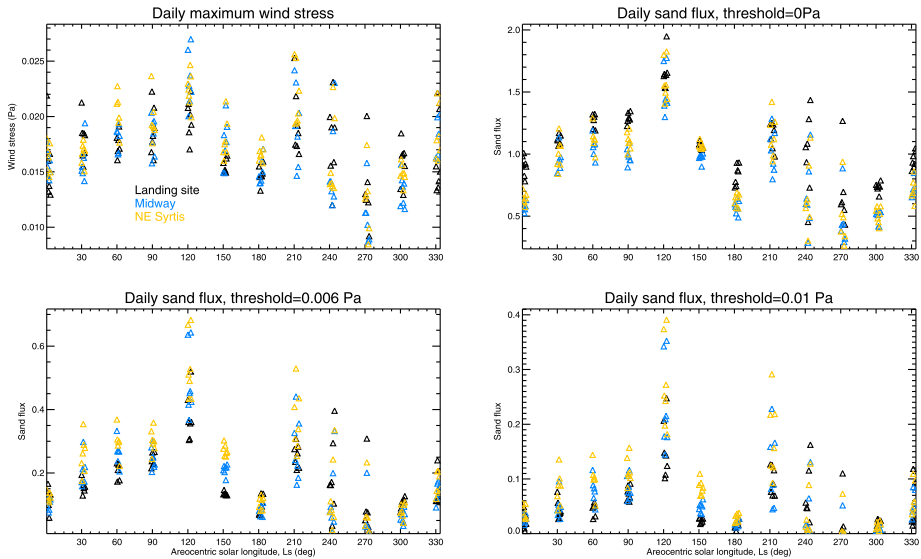 Daily maximum wind stress
Wind stress (Pa)
0.025
0.020
0.015
0.010
Landing site
Midway
NE Syrtis
30 60 90 120 150 180 210 240 270 300 330
Daily sand flux, threshold=0Pa
Sand flux
2.0
1.5
1.0
0.5
30 60 90 120 150 180 210 240 270 300 330
Daily sand flux, threshold=0.006 Pa
Sand flux
0.6
0.4
0.2
30 60 90 120 150 180 210 240 270 300 330
Areocentric solar longitude, Ls (deg)
Daily sand flux, threshold=0.01 Pa
Sand flux
0.4
0.3
0.2
0.1
0.0
30 60 90 120 150 180 210 240 270 300 330
Areocentric solar longitude, Ls (deg)